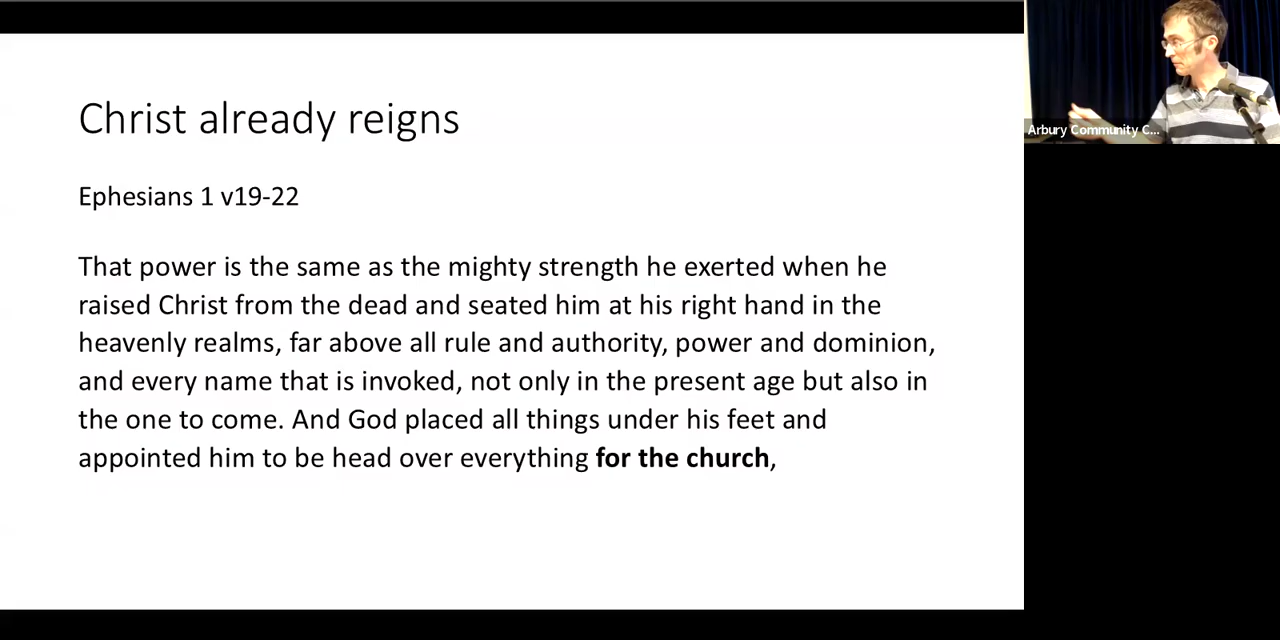 Christ already reigns
Ephesians 1 v19-22
That power is the same as the mighty strength he exerted when he
raised Christ from the dead and seated him at his right hand in the
heavenly realms, far above all rule and authority, power and dominion,
and every name that is invoked, not only in the present age but also in
the one to come. And God placed all things under his feet and
appointed him to be head over everything for the church,
Arbury Community C...